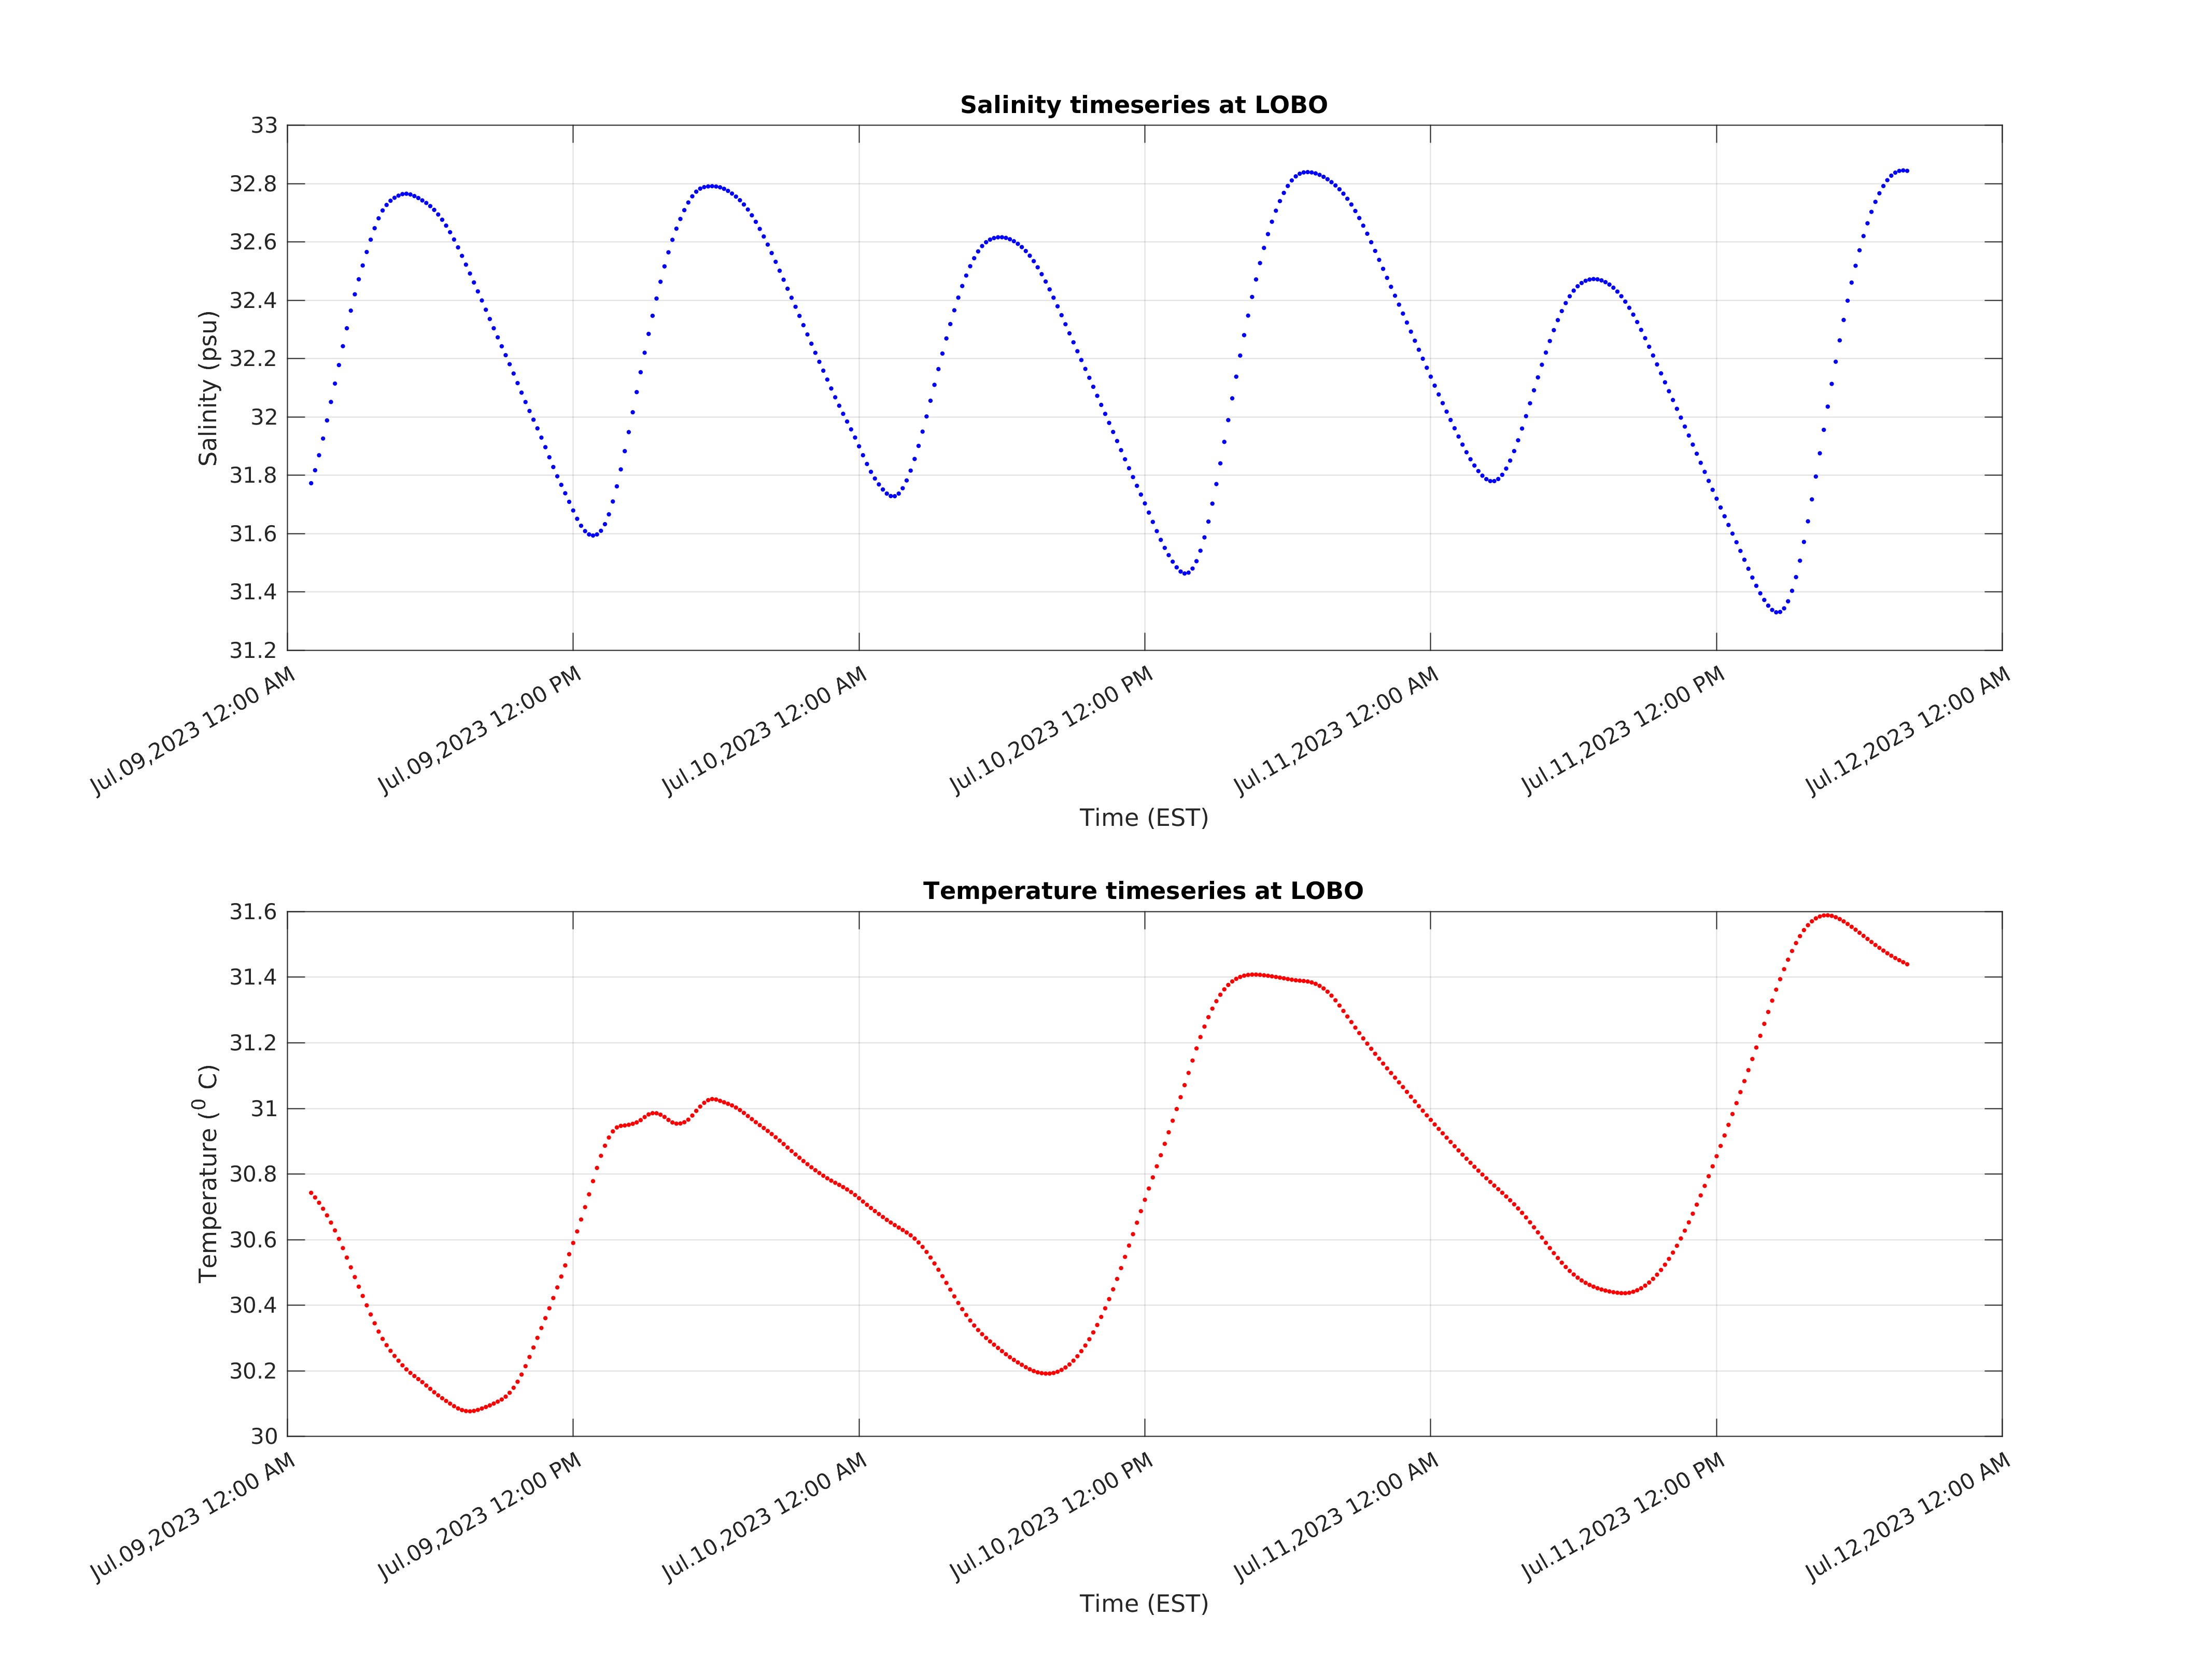 Salinity timeseries at LOBO
33
32.8
32.6
32.4
32.2
32
31.8
31.6
31.4
31.2
Salinity (psu)
Jul.09,2023 12:00 AM
Jul.09,2023 12:00 PM
Jul.10,2023 12:00 AM
Jul.10,2023 12:00 PM
Jul.11,2023 12:00 AM
Jul.11,2023 12:00 PM
Jul.12,2023 12:00 AM
Time (EST)
Temperature timeseries at LOBO
31.6
31.4
31.2
31
30.8
30.6
30.4
30.2
30
Temperature (⁰ C)
Jul.09,2023 12:00 AM
Jul.09,2023 12:00 PM
Jul.10,2023 12:00 AM
Jul.10,2023 12:00 PM
Jul.11,2023 12:00 AM
Jul.11,2023 12:00 PM
Jul.12,2023 12:00 AM
Time (EST)